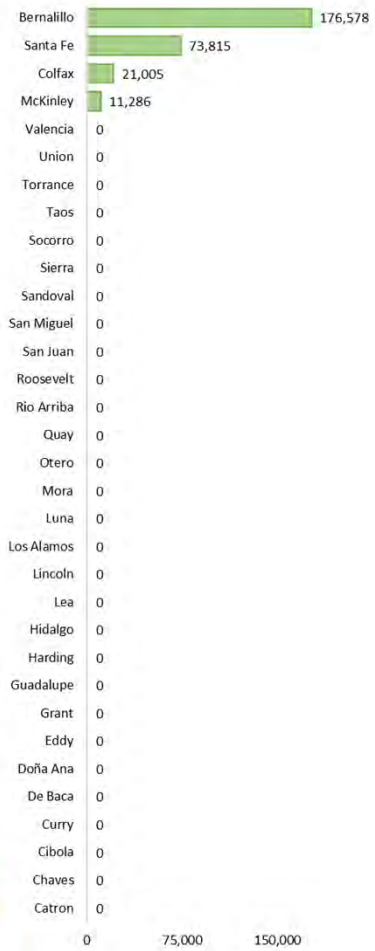 Bernalillo 176,578
Santa Fe 73,815
Colfax 21,005
McKinley 11,286
Valencia 0
Union 0
Torrance 0
Taos 0
Socorro 0
Sierra 0
Sandoval 0
San Miguel 0
San Juan 0
Roosevelt 0
Rio Arriba 0
Quay 0
Otero 0
Mora 0
Luna 0
Los Alamos 0
Lincoln 0
Lea 0
Hidalgo 0
Harding 0
Guadalupe 0
Grant 0
Eddy 0
Doña Ana 0
De Baca 0
Curry 0
Cibola 0
Chaves 0
Catron 0
0 75,000 150,000